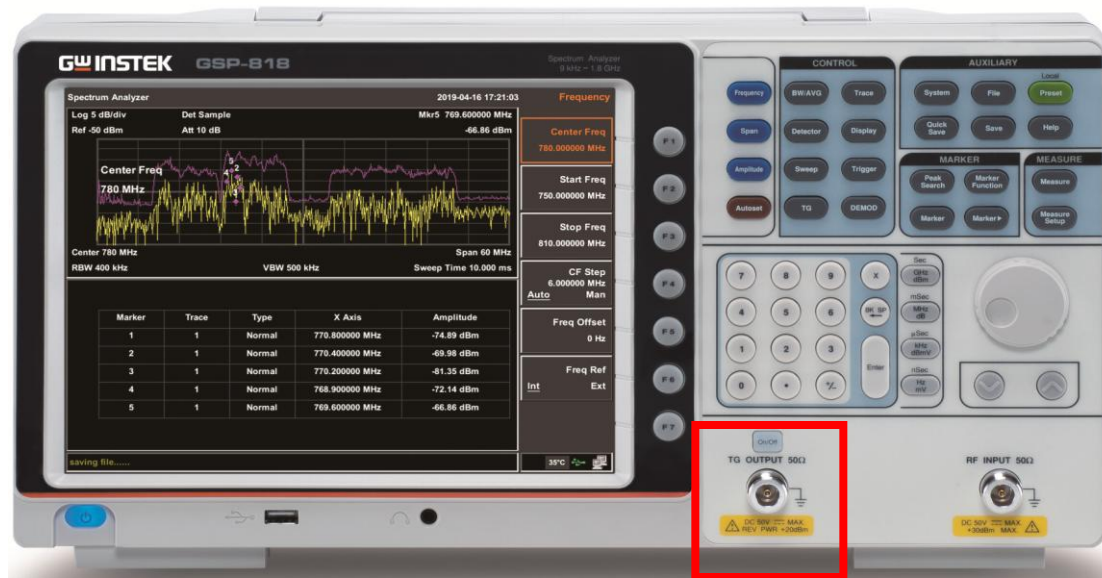 GWINSTEK GSP-818
Spectrum Analyzer
9 kHz ~ 1.8 GHz
Spectrum Analyzer 2019-04-16 17:21:03
Log 5 dB/div Det Sample Mkr5 769.600000 MHz
Ref -50 dBm Att 10 dB -66.86 dBm
Center Freq
780 MHz
5
2
4
Center 780 MHz Span 60 MHz
RBW 400 kHz VBW 500 kHz Sweep Time 10.000 ms
Marker Trace Type X Axis Amplitude
1 1 Normal 770.800000 MHz -74.89 dBm
2 1 Normal 770.400000 MHz -69.98 dBm
3 1 Normal 770.200000 MHz -81.35 dBm
4 1 Normal 768.900000 MHz -72.14 dBm
5 1 Normal 769.600000 MHz -66.86 dBm
saving file......
35°C
Frequency
Center Freq
780.000000 MHz
Start Freq
750.000000 MHz
Stop Freq
810.000000 MHz
CF Step
6.000000 MHz
Auto Man
Freq Offset
0 Hz
Freq Ref
Int Ext
F1
F2
F3
F4
F5
F6
F7
Frequency
Span
Amplitude
Autoset
CONTROL
BW/AVG Trace
Detector Display
Sweep Trigger
TG DEMOD
AUXILIARY
Local
System File Preset
Quick Save Save Help
MARKER
Peak Search Marker Function
Marker Marker▶
MEASURE
Measure
Measure Setup
7 8 9 X
4 5 6 BK SP
1 2 3 Enter
0 • +/-
Sec
GHz
dBm
mSec
MHz
dB
µSec
kHz
dBmV
nSec
Hz
mV
On/Off
TG OUTPUT 50Ω
DC 50V MAX.
REV PWR +20dBm
RF INPUT 50Ω
DC 50V MAX
+30dBm MAX.